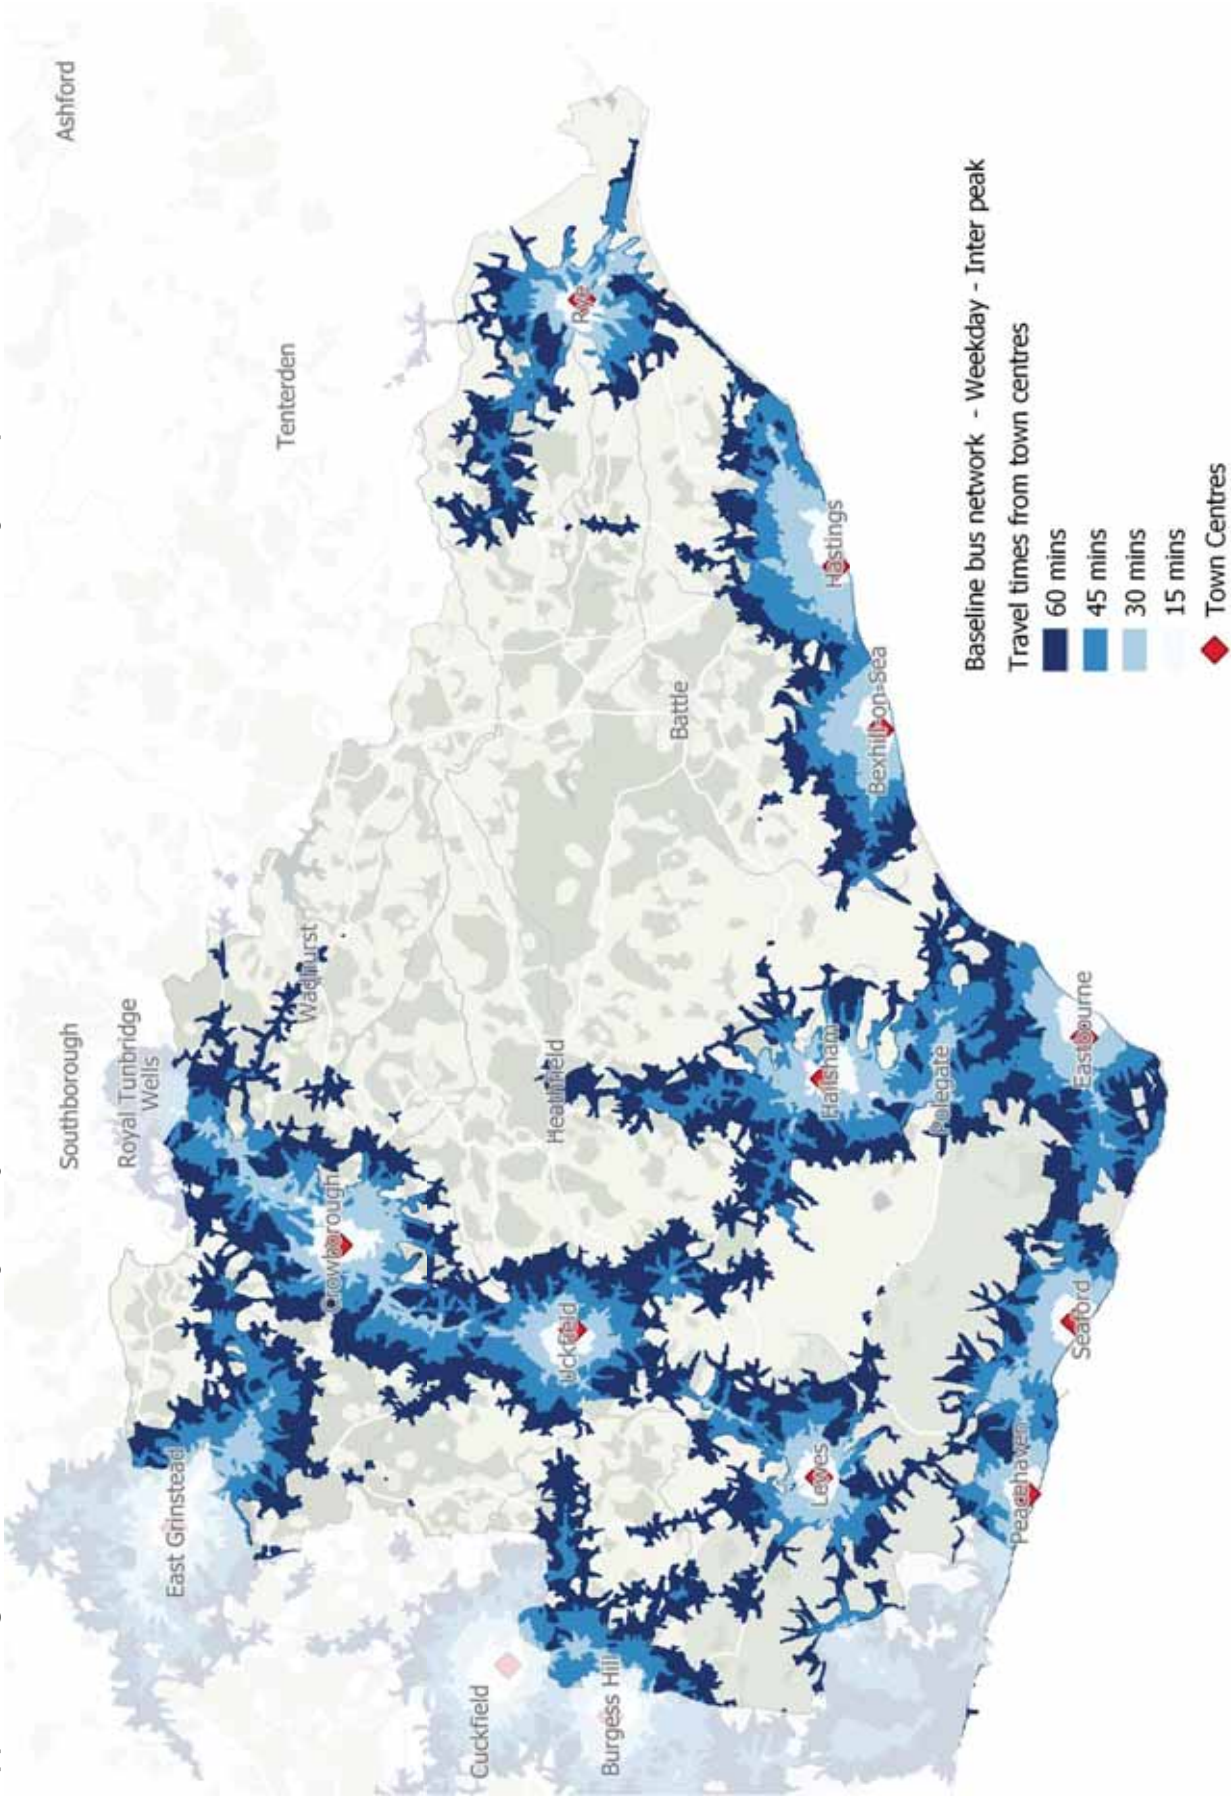 Ashford
Tenterden
Southborough
Royal Tunbridge
Wells
Rye
Wadhurst
Crowborough
East Grinstead
Battle
Hastings
Heathfield
Bexhill-on-Sea
Uckfield
Hailsham
Cuckfield
Burgess Hill
Polegate
Lewes
Eastbourne
Seaford
Peacehaven
Baseline bus network - Weekday - Inter peak
Travel times from town centres
60 mins
45 mins
30 mins
15 mins
Town Centres